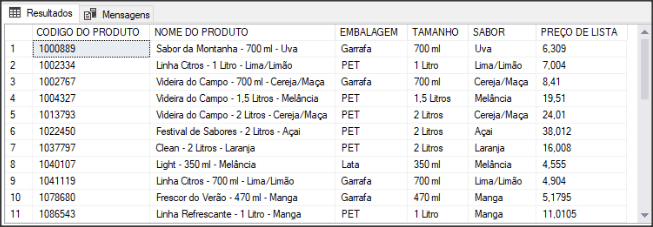 Resultados Mensagens
CODIGO DO PRODUTO NOME DO PRODUTO EMBALAGEM TAMANHO SABOR PREÇO DE LISTA
1 1000889 Sabor da Montanha - 700 ml - Uva Garrafa 700 ml Uva 6,309
2 1002334 Linha Citros - 1 Litro - Lima/Limão PET 1 Litro Lima/Limão 7,004
3 1002767 Videira do Campo - 700 ml - Cereja/Maça Garrafa 700 ml Cereja/Maça 8,41
4 1004327 Videira do Campo - 1,5 Litros - Melância PET 1,5 Litros Melância 19,51
5 1013793 Videira do Campo - 2 Litros - Cereja/Maça PET 2 Litros Cereja/Maça 24,01
6 1022450 Festival de Sabores - 2 Litros - Açai PET 2 Litros Açai 38,012
7 1037797 Clean - 2 Litros - Laranja PET 2 Litros Laranja 16,008
8 1040107 Light - 350 ml - Melância Lata 350 ml Melância 4,555
9 1041119 Linha Citros - 700 ml - Lima/Limão Garrafa 700 ml Lima/Limão 4,904
10 1078680 Frescor do Verão - 470 ml - Manga Garrafa 470 ml Manga 5,1795
11 1086543 Linha Refrescante - 1 Litro - Manga PET 1 Litro Manga 11,0105